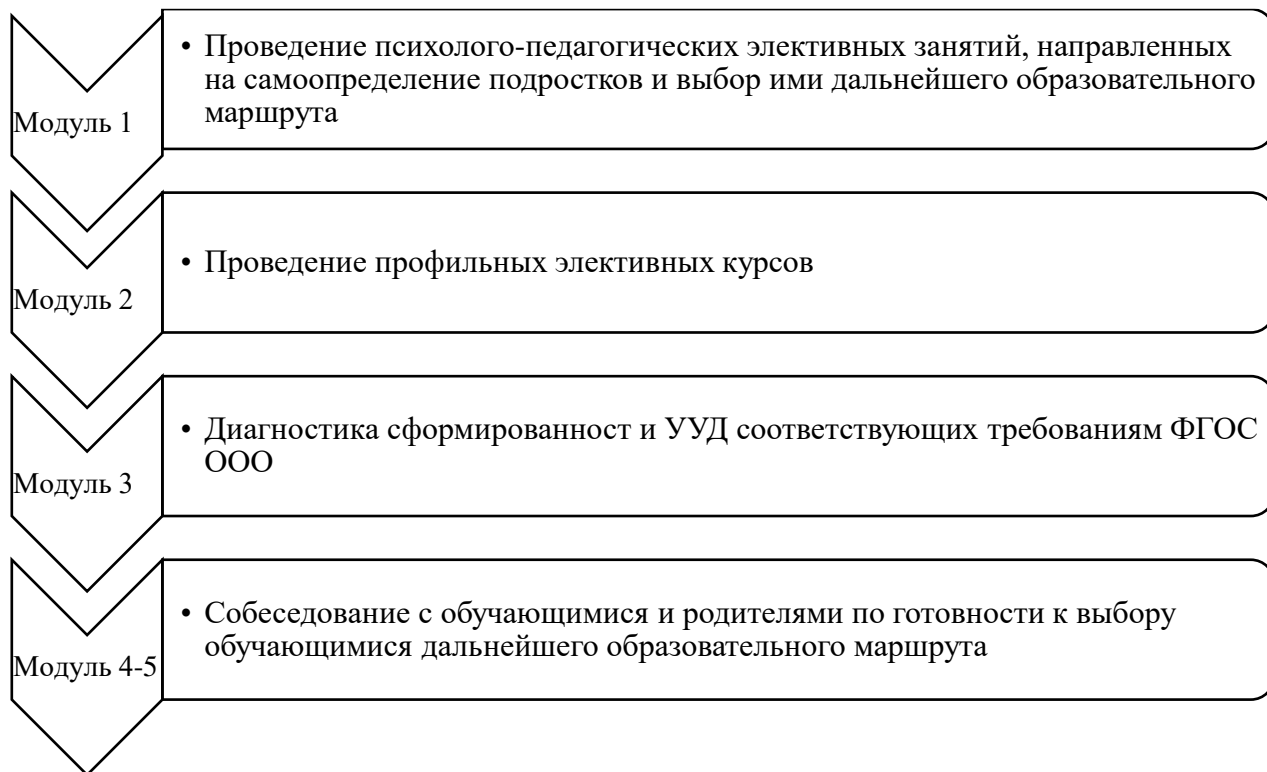 Модуль 1
• Проведение психолого-педагогических элективных занятий, направленных
на самоопределение подростков и выбор ими дальнейшего образовательного
маршрута
Модуль 2
• Проведение профильных элективных курсов
Модуль 3
• Диагностика сформированност и УУД соответствующих требованиям ФГОС
ООО
Модуль 4-5
• Собеседование с обучающимися и родителями по готовности к выбору
обучающимися дальнейшего образовательного маршрута